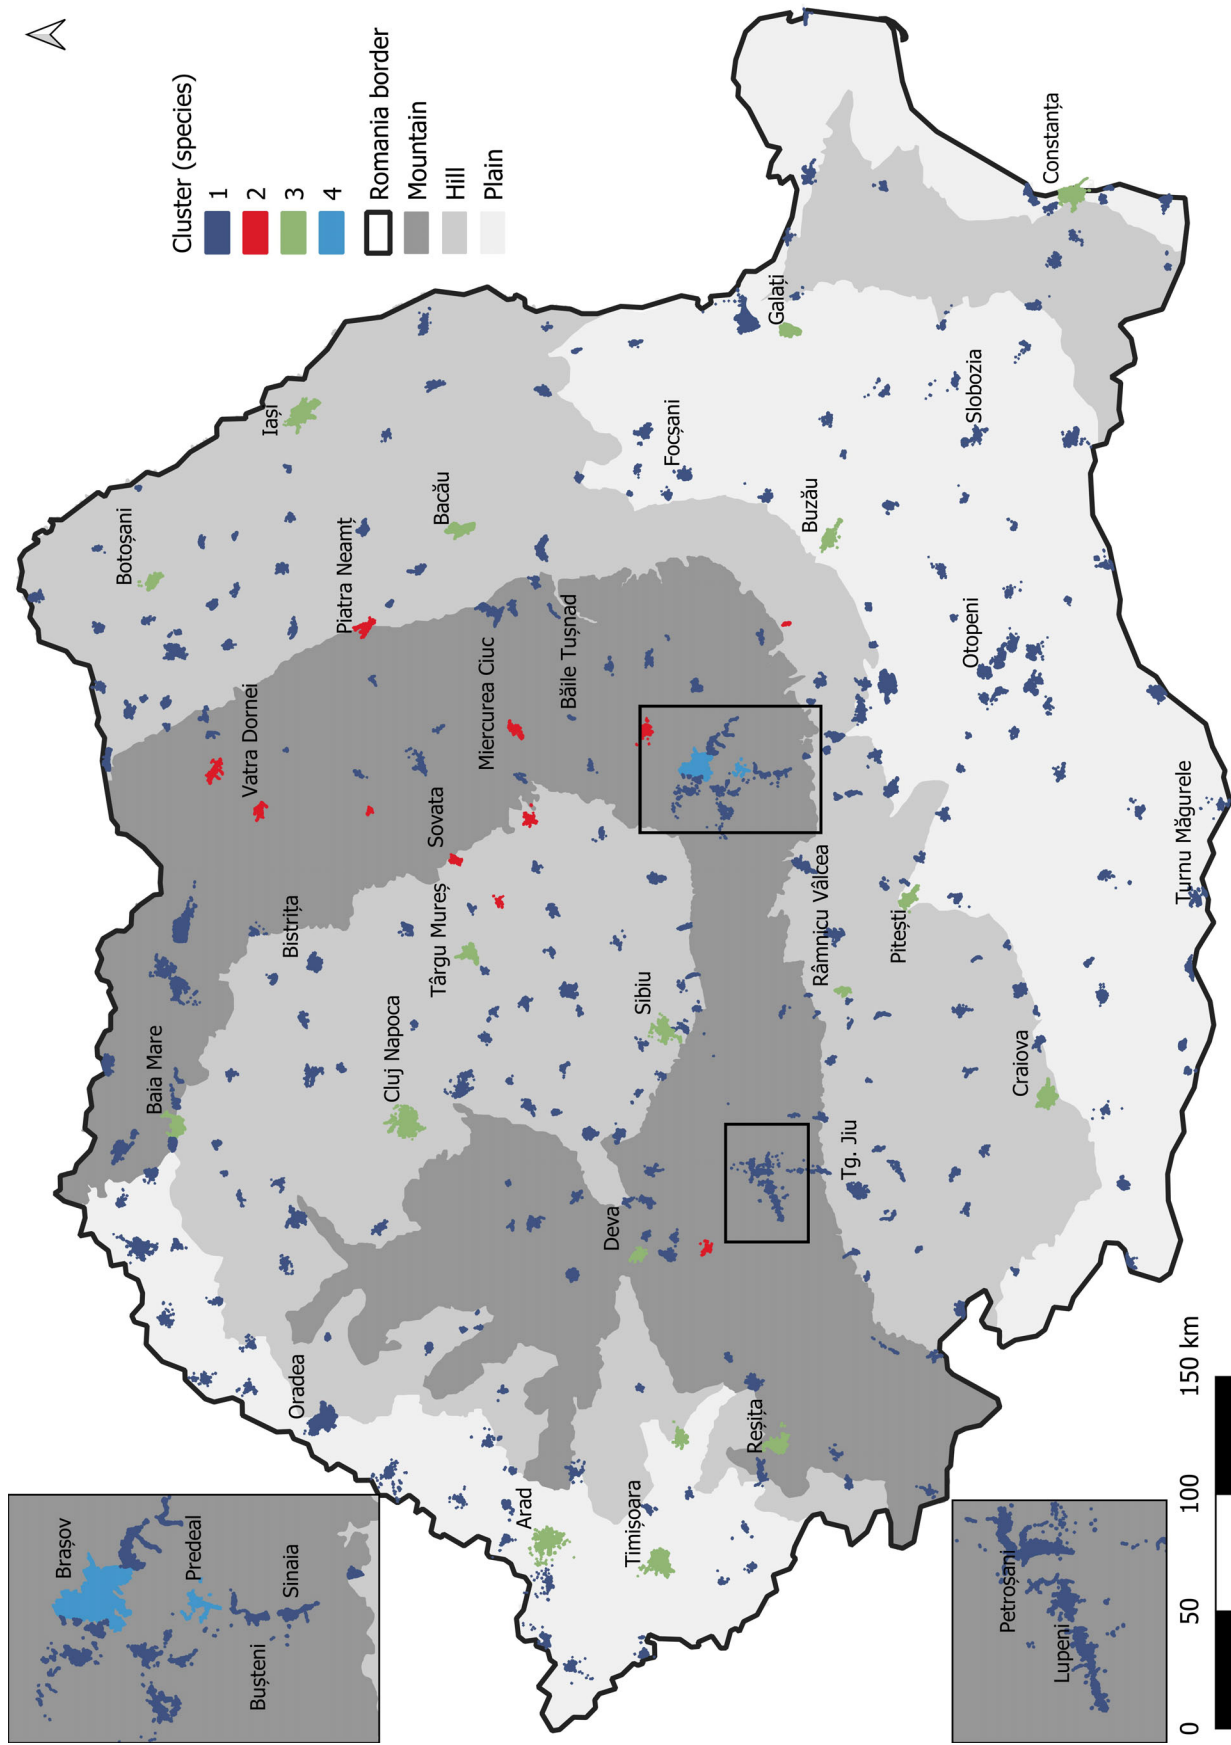 Cluster (species)
1
2
3
4
Romania border
Mountain
Hill
Plain
Brașov
Predeal
Bușteni
Sinaia
Baia Mare
Bistrița
Vatra Dornei
Botoșani
Iași
Oradea
Cluj Napoca
Târgu Mureș
Sovata
Piatra Neamț
Bacău
Miercurea Ciuc
Băile Tușnad
Arad
Timișoara
Deva
Sibiu
Focșani
Galați
Reșița
Tg. Jiu
Râmnicu Vâlcea
Buzău
Pitești
Craiova
Otopeni
Slobozia
Constanța
Turnu Măgurele
Petroșani
Lupeni
0
50
100
150 km